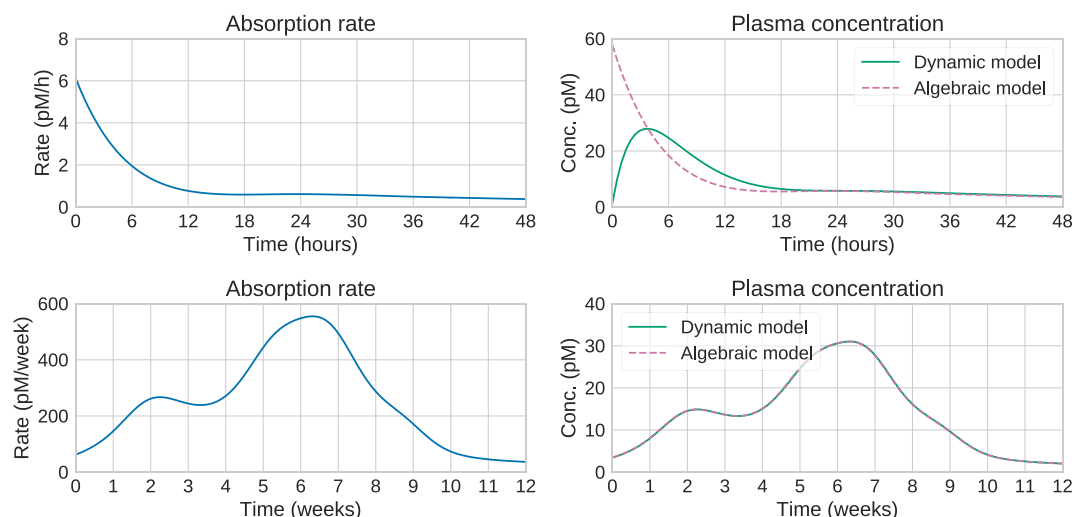 Absorption rate
Rate (pM/h)
8
6
4
2
0
0 6 12 18 24 30 36 42 48
Time (hours)
Plasma concentration
Conc. (pM)
60
40
20
0
Dynamic model
Algebraic model
0 6 12 18 24 30 36 42 48
Time (hours)
Absorption rate
Rate (pM/week)
600
400
200
0
0 1 2 3 4 5 6 7 8 9 10 11 12
Time (weeks)
Plasma concentration
Conc. (pM)
40
30
20
10
0
Dynamic model
Algebraic model
0 1 2 3 4 5 6 7 8 9 10 11 12
Time (weeks)